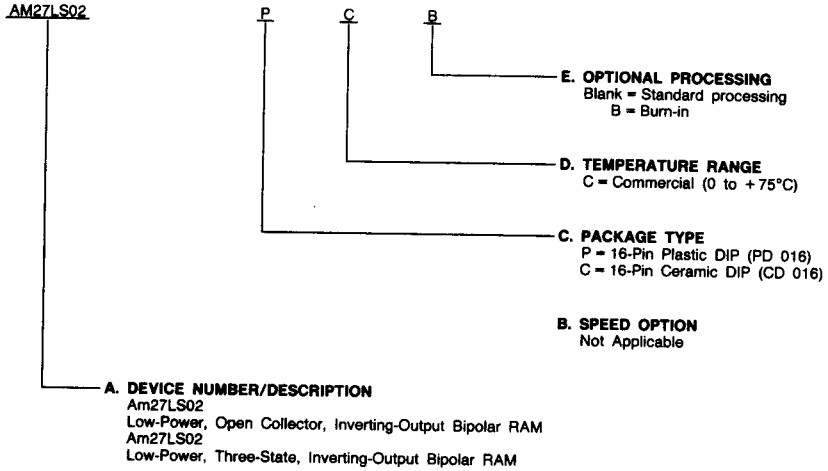 AM27LS02 P C B
E. OPTIONAL PROCESSING
Blank = Standard processing
B = Burn-in
D. TEMPERATURE RANGE
C = Commercial (0 to +75°C)
C. PACKAGE TYPE
P = 16-Pin Plastic DIP (PD 016)
C = 16-Pin Ceramic DIP (CD 016)
B. SPEED OPTION
Not Applicable
A. DEVICE NUMBER/DESCRIPTION
Am27LS02
Low-Power, Open Collector, Inverting-Output Bipolar RAM
Am27LS02
Low-Power, Three-State, Inverting-Output Bipolar RAM